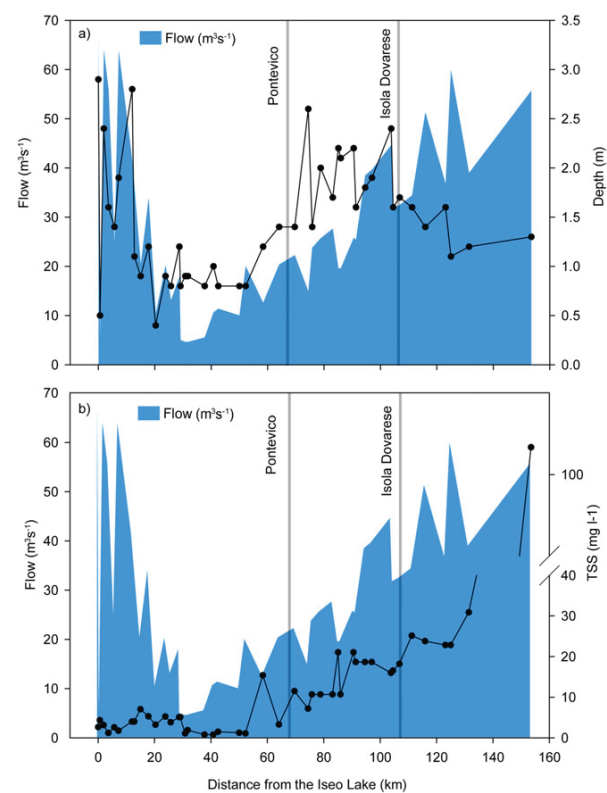 a)
Flow (m³s⁻¹)
Pontevico
Isola Dovarese
Flow (m³s⁻¹)
70
60
50
40
30
20
10
0
3.5
3.0
2.5
2.0
1.5
1.0
0.5
0.0
Depth (m)
b)
Flow (m³s⁻¹)
Pontevico
Isola Dovarese
Flow (m³s⁻¹)
70
60
50
40
30
20
10
0
100
40
30
20
10
0
TSS (mg l-1)
0 20 40 60 80 100 120 140 160
Distance from the Iseo Lake (km)